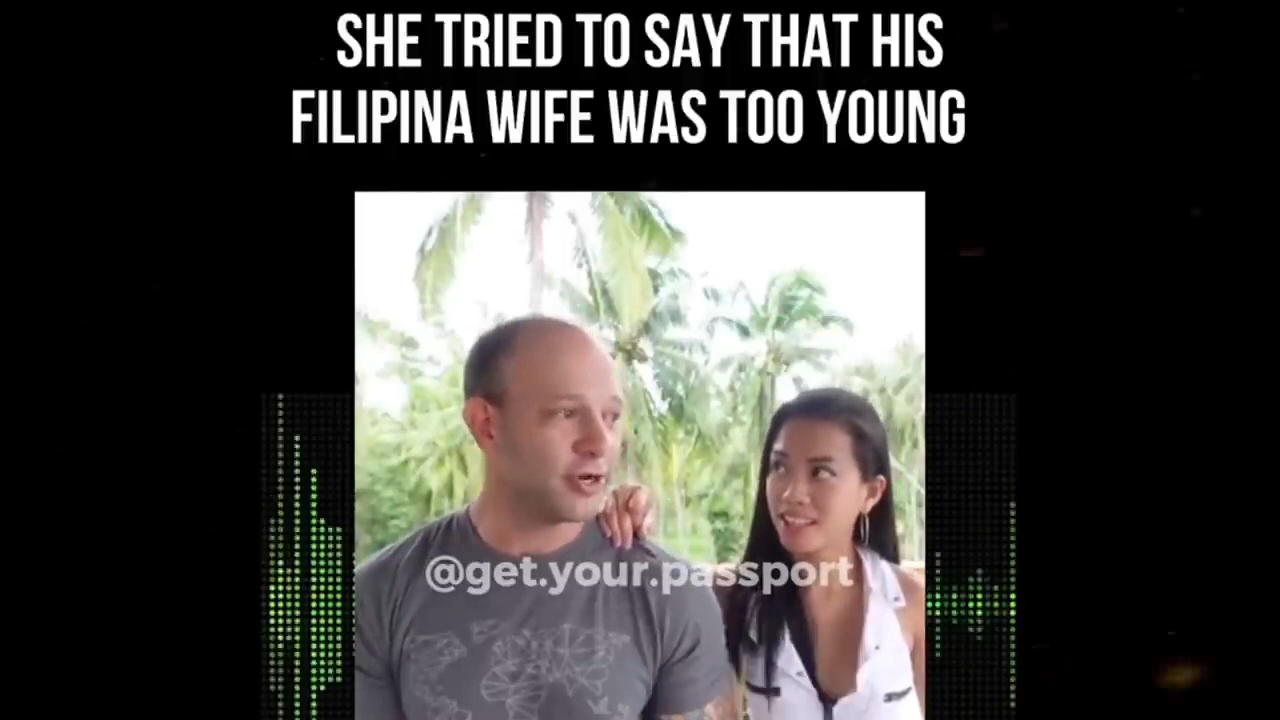 SHE TRIED TO SAY THAT HIS
FILIPINA WIFE WAS TOO YOUNG
@get.your.passport